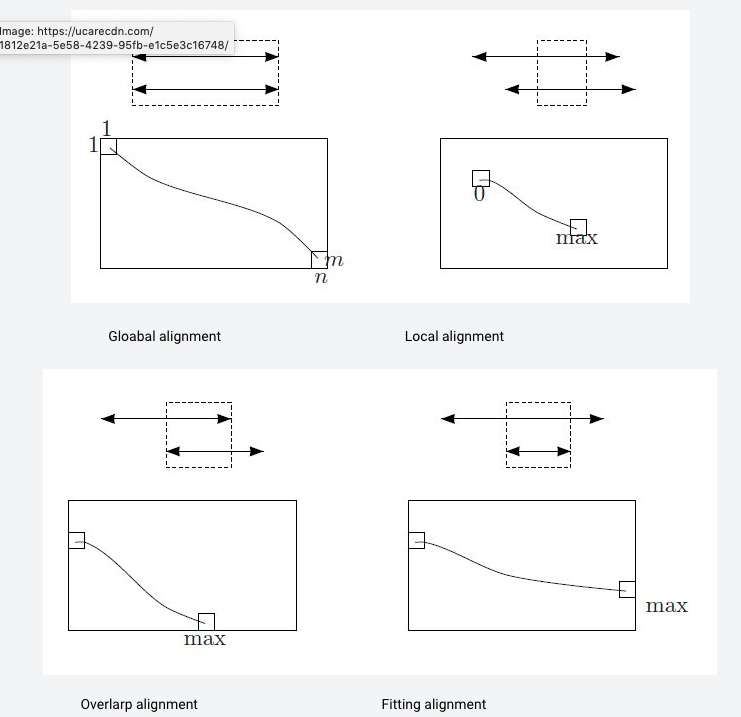 Image: https://ucarecdn.com/
1812e21a-5e58-4239-95fb-e1c5e3c16748/
1
1
m
n
0
max
Gloabal alignment
Local alignment
max
max
Overlarp alignment
Fitting alignment